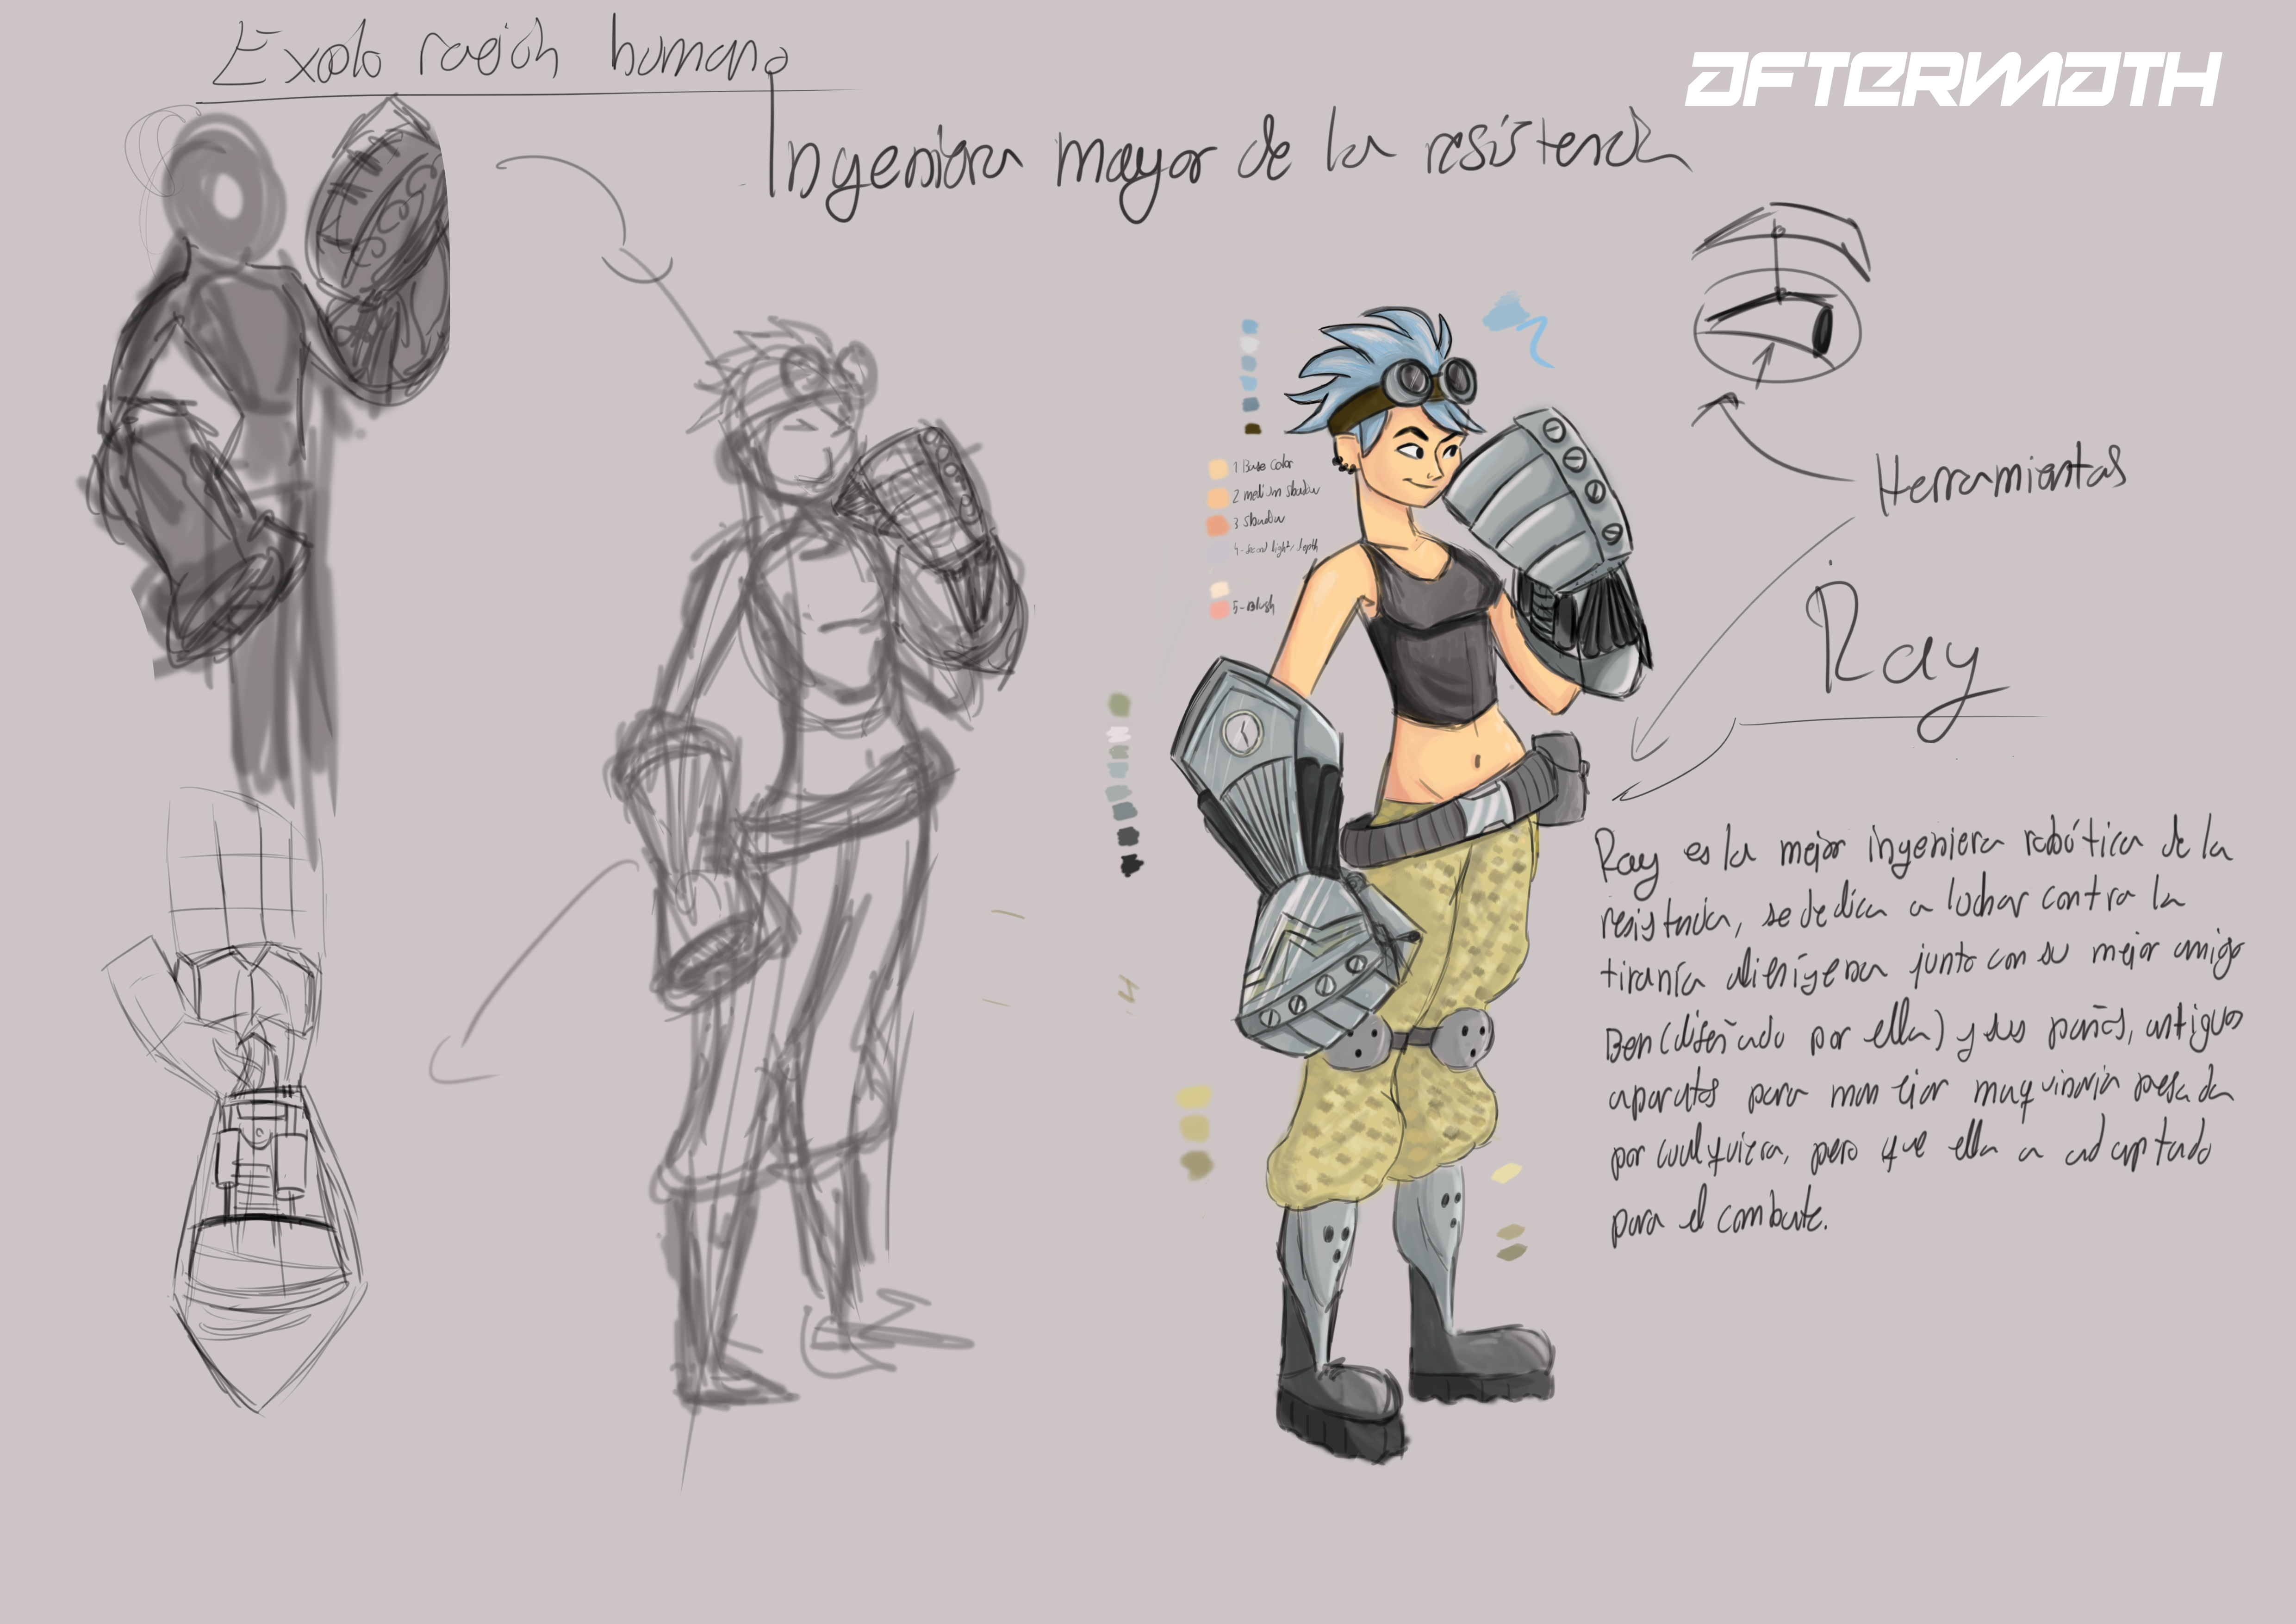 Exploración humana
AFTERMATH
Ingeniera mayor de la resistencia
Herramientas
1 Base color
2 medium shadow
3 shadow
4-second light/depth
5-Blush
Ray
Ray es la mejor ingeniera robótica de la
resistencia, se dedica a luchar contra la
tiranía alienígena junto con su mejor amigo
Ben (diseñado por ella) y sus puños, antiguos
aparatos para manejar maquinaria pesada
por cualquiera, pero que ella a adaptado
para el combate.